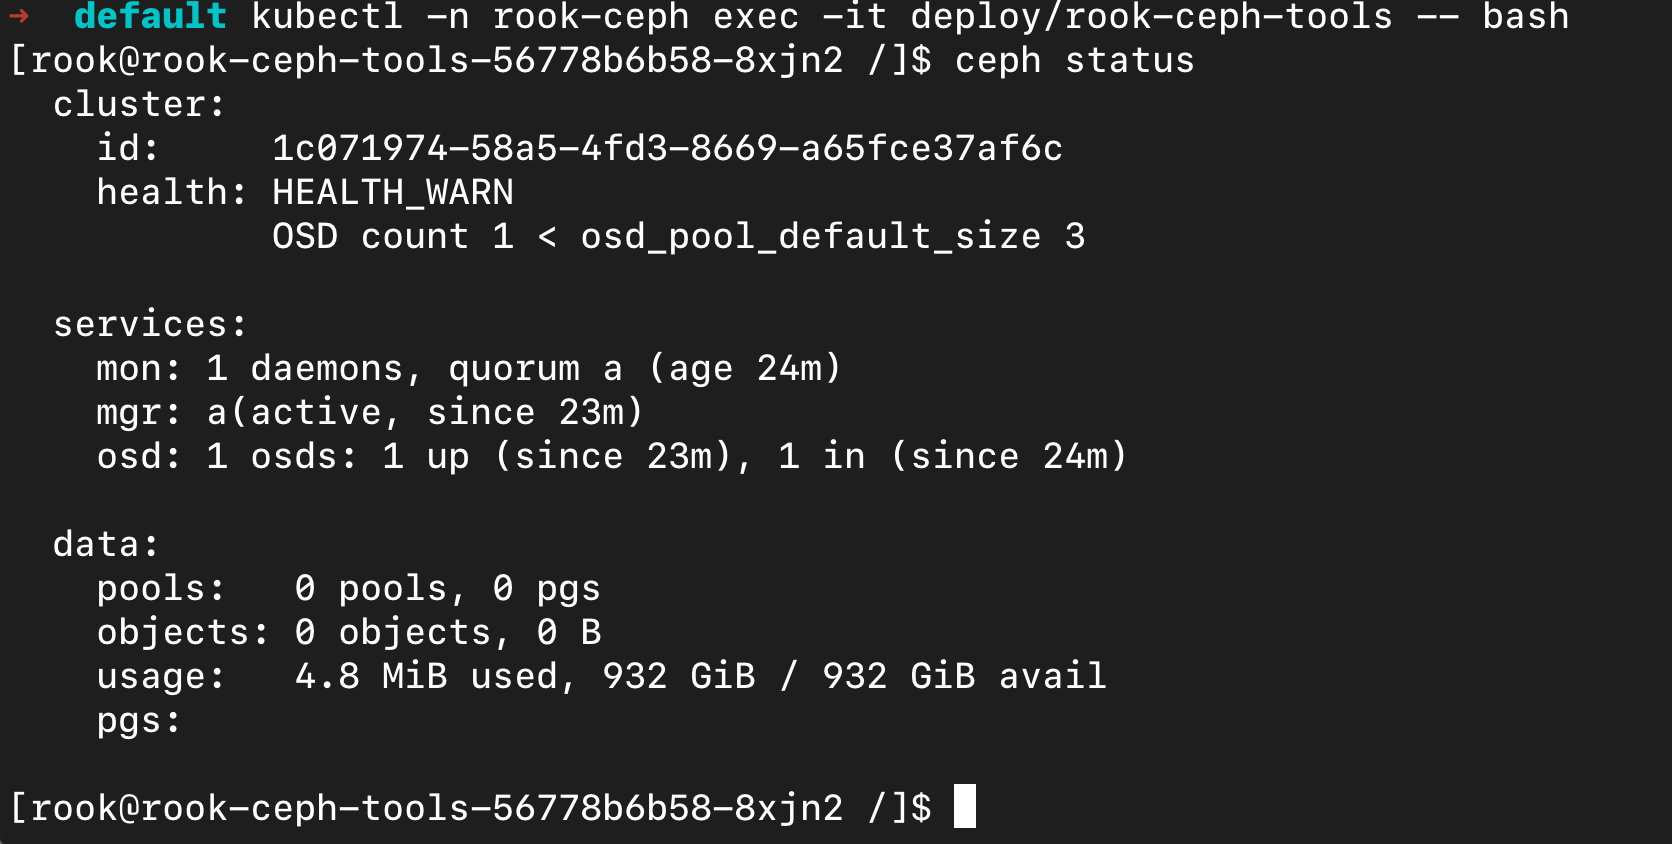 → default kubectl -n rook-ceph exec -it deploy/rook-ceph-tools -- bash
[rook@rook-ceph-tools-56778b6b58-8xjn2 /]$ ceph status
  cluster:
    id:     1c071974-58a5-4fd3-8669-a65fce37af6c
    health: HEALTH_WARN
            OSD count 1 < osd_pool_default_size 3

  services:
    mon: 1 daemons, quorum a (age 24m)
    mgr: a(active, since 23m)
    osd: 1 osds: 1 up (since 23m), 1 in (since 24m)

  data:
    pools:   0 pools, 0 pgs
    objects: 0 objects, 0 B
    usage:   4.8 MiB used, 932 GiB / 932 GiB avail
    pgs:

[rook@rook-ceph-tools-56778b6b58-8xjn2 /]$